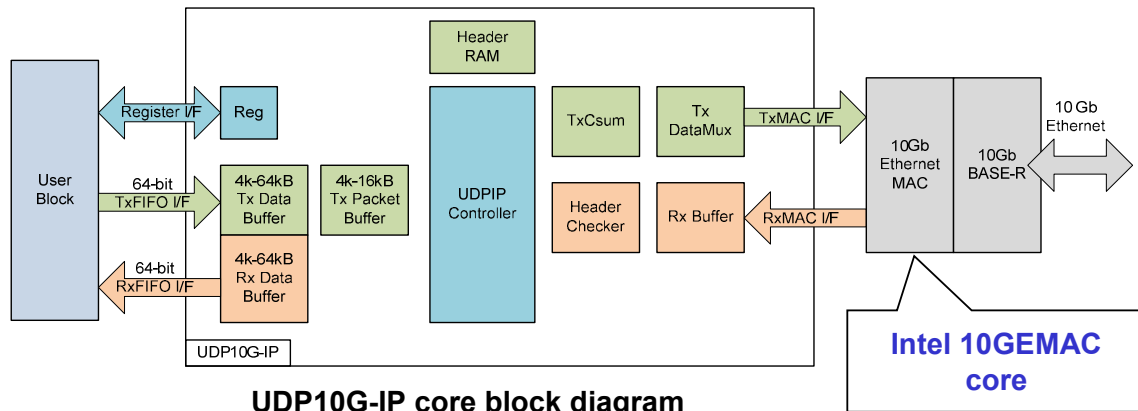 Header
RAM
User
Block
Register I/F
Reg
64-bit
TxFIFO I/F
4k-64kB
Tx Data
Buffer
4k-16kB
Tx Packet
Buffer
64-bit
RxFIFO I/F
4k-64kB
Rx Data
Buffer
UDPIP
Controller
TxCsum
Tx
DataMux
Header
Checker
Rx Buffer
TxMAC I/F
RxMAC I/F
10Gb
Ethernet
MAC
10Gb
BASE-R
10Gb
Ethernet
UDP10G-IP
Intel 10GEMAC
core
UDP10G-IP core block diagram